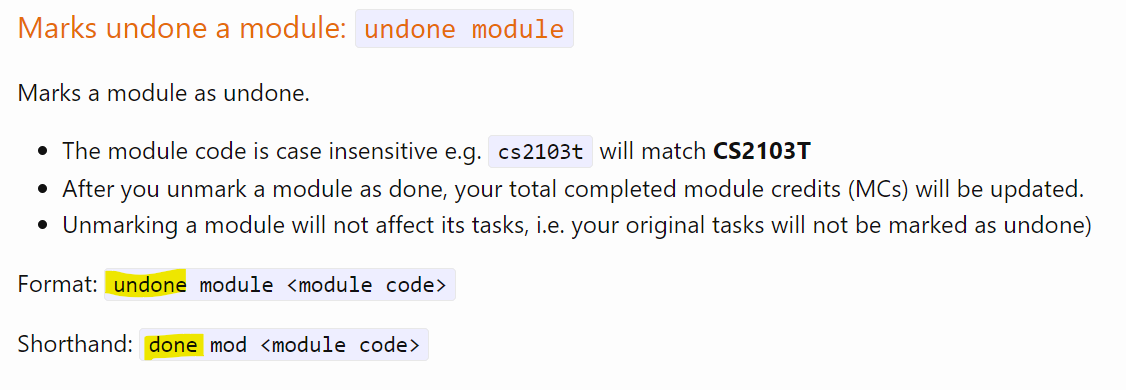 Marks undone a module: undone module
Marks a module as undone.
• The module code is case insensitive e.g. cs2103t will match CS2103T
• After you unmark a module as done, your total completed module credits (MCs) will be updated.
• Unmarking a module will not affect its tasks, i.e. your original tasks will not be marked as undone)
Format: undone module <module code>
Shorthand: done mod <module code>